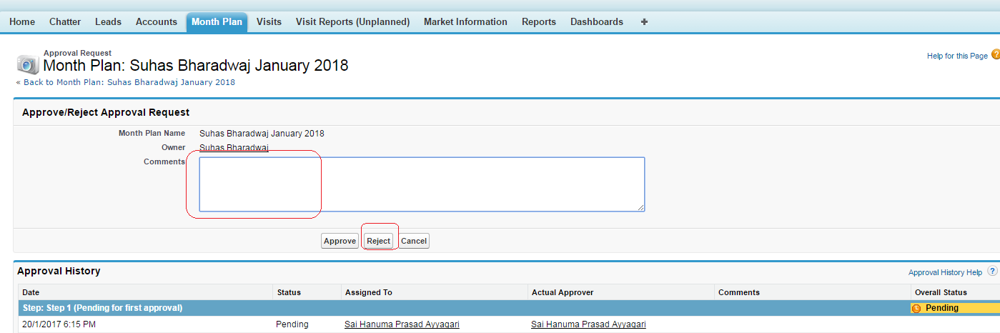 Home Chatter Leads Accounts Month Plan Visits Visit Reports (Unplanned) Market Information Reports Dashboards +
Approval Request
Month Plan: Suhas Bharadwaj January 2018
Help for this Page ?
« Back to Month Plan: Suhas Bharadwaj January 2018
Approve/Reject Approval Request
Month Plan Name Suhas Bharadwaj January 2018
Owner Suhas Bharadwaj
Comments
Approve Reject Cancel
Approval History
Approval History Help ?
Date Status Assigned To Actual Approver Comments Overall Status
Step: Step 1 (Pending for first approval) Pending
20/1/2017 6:15 PM Pending Sai Hanuma Prasad Ayyagari Sai Hanuma Prasad Ayyagari